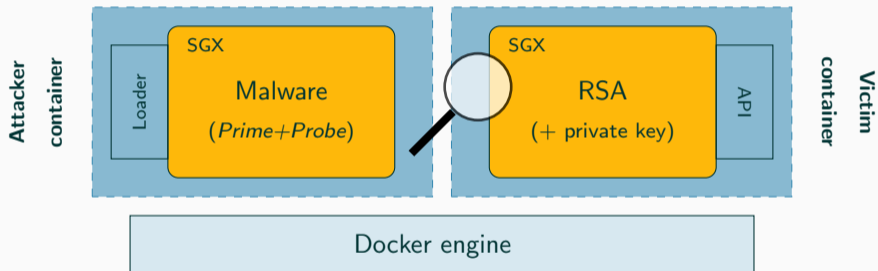 Attacker
container
Loader
SGX
Malware
(Prime+Probe)
SGX
RSA
(+ private key)
API
Victim
container
Docker engine